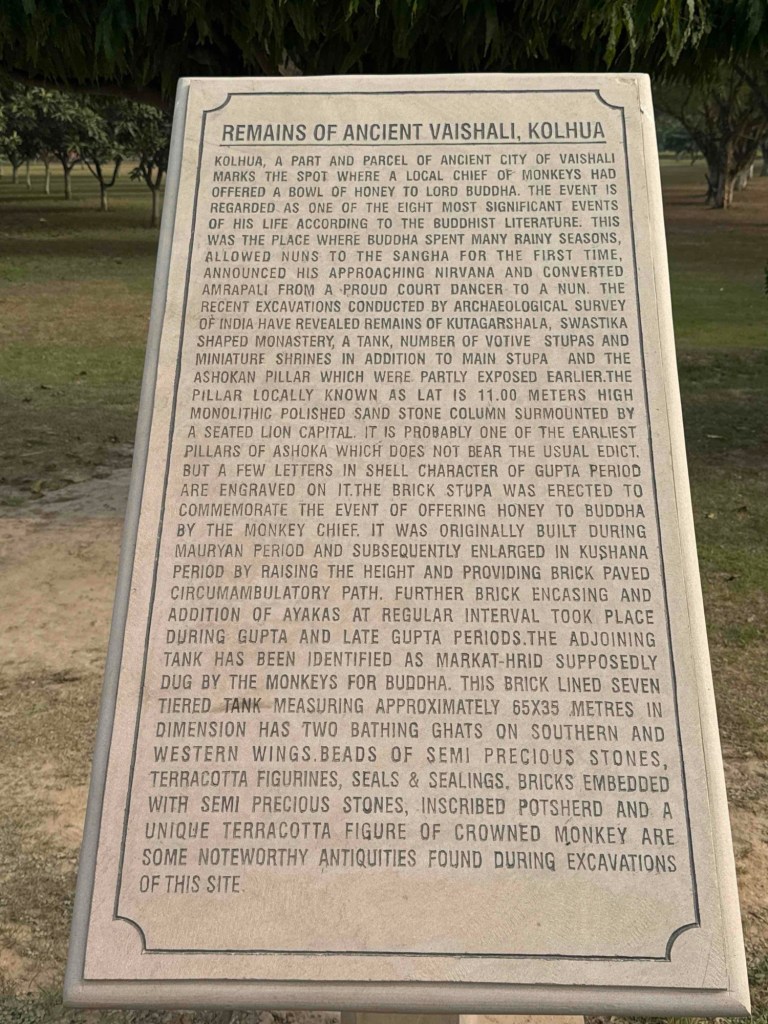 REMAINS OF ANCIENT VAISHALI, KOLHUA
KOLHUA, A PART AND PARCEL OF ANCIENT CITY OF VAISHALI
MARKS THE SPOT WHERE A LOCAL CHIEF OF MONKEYS HAD
OFFERED A BOWL OF HONEY TO LORD BUDDHA. THE EVENT IS
REGARDED AS ONE OF THE EIGHT MOST SIGNIFICANT EVENTS
OF HIS LIFE ACCORDING TO THE BUDDHIST LITERATURE. THIS
WAS THE PLACE WHERE BUDDHA SPENT MANY RAINY SEASONS,
ALLOWED NUNS TO THE SANGHA FOR THE FIRST TIME,
ANNOUNCED HIS APPROACHING NIRVANA AND CONVERTED
AMRAPALI FROM A PROUD COURT DANCER TO A NUN. THE
RECENT EXCAVATIONS CONDUCTED BY ARCHAEOLOGICAL SURVEY
OF INDIA HAVE REVEALED REMAINS OF KUTAGARSHALA, SWASTIKA
SHAPED MONASTERY, A TANK, NUMBER OF VOTIVE STUPAS AND
MINIATURE SHRINES IN ADDITION TO MAIN STUPA AND THE
ASHOKAN PILLAR WHICH WERE PARTLY EXPOSED EARLIER.THE
PILLAR LOCALLY KNOWN AS LAT IS 11.00 METERS HIGH
MONOLITHIC POLISHED SAND STONE COLUMN SURMOUNTED BY
A SEATED LION CAPITAL. IT IS PROBABLY ONE OF THE EARLIEST
PILLARS OF ASHOKA WHICH DOES NOT BEAR THE USUAL EDICT.
BUT A FEW LETTERS IN SHELL CHARACTER OF GUPTA PERIOD
ARE ENGRAVED ON IT.THE BRICK STUPA WAS ERECTED TO
COMMEMORATE THE EVENT OF OFFERING HONEY TO BUDDHA
BY THE MONKEY CHIEF. IT WAS ORIGINALLY BUILT DURING
MAURYAN PERIOD AND SUBSEQUENTLY ENLARGED IN KUSHANA
PERIOD BY RAISING THE HEIGHT AND PROVIDING BRICK PAVED
CIRCUMAMBULATORY PATH. FURTHER BRICK ENCASING AND
ADDITION OF AYAKAS AT REGULAR INTERVAL TOOK PLACE
DURING GUPTA AND LATE GUPTA PERIODS.THE ADJOINING
TANK HAS BEEN IDENTIFIED AS MARKAT-HRID SUPPOSEDLY
DUG BY THE MONKEYS FOR BUDDHA. THIS BRICK LINED SEVEN
TIERED TANK MEASURING APPROXIMATELY 65X35 METRES IN
DIMENSION HAS TWO BATHING GHATS ON SOUTHERN AND
WESTERN WINGS.BEADS OF SEMI PRECIOUS STONES,
TERRACOTTA FIGURINES, SEALS & SEALINGS, BRICKS EMBEDDED
WITH SEMI PRECIOUS STONES, INSCRIBED POTSHERD AND A
UNIQUE TERRACOTTA FIGURE OF CROWNED MONKEY ARE
SOME NOTEWORTHY ANTIQUITIES FOUND DURING EXCAVATIONS
OF THIS SITE.